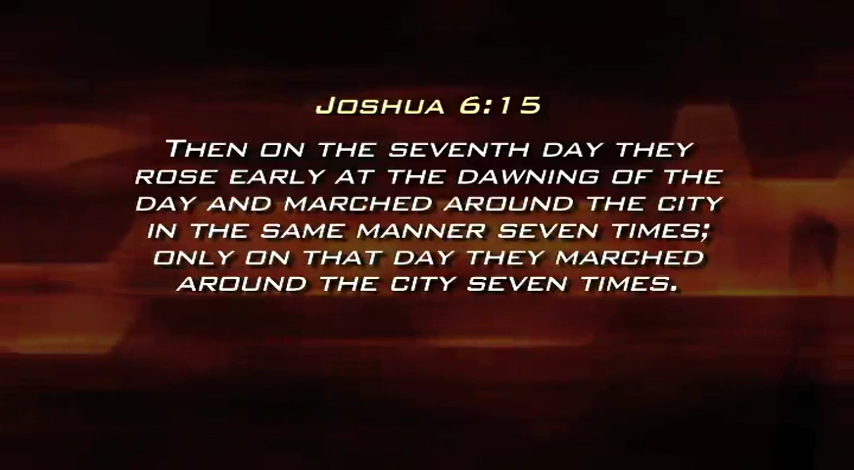 Joshua 6:15
Then on the seventh day they
rose early at the dawning of the
day and marched around the city
in the same manner seven times;
only on that day they marched
around the city seven times.